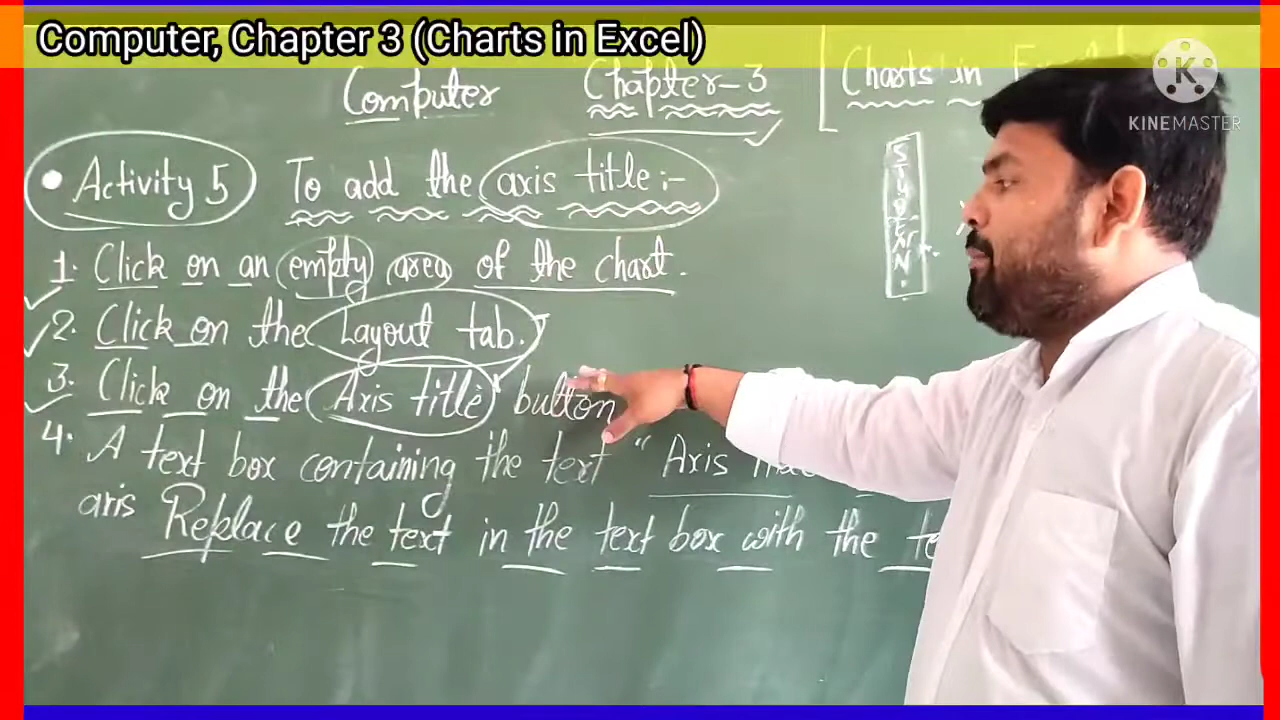 Computer, Chapter 3 (Charts in Excel)
Computer Chapter-3 [Charts in
KINEMASTER
K
• Activity 5 To add the axis title:-
1. Click on an empty area of the chart.
2. Click on the Layout tab.
3. Click on the Axis title button
4. A text box containing the text "Axis
axis Replace the text in the text box with the